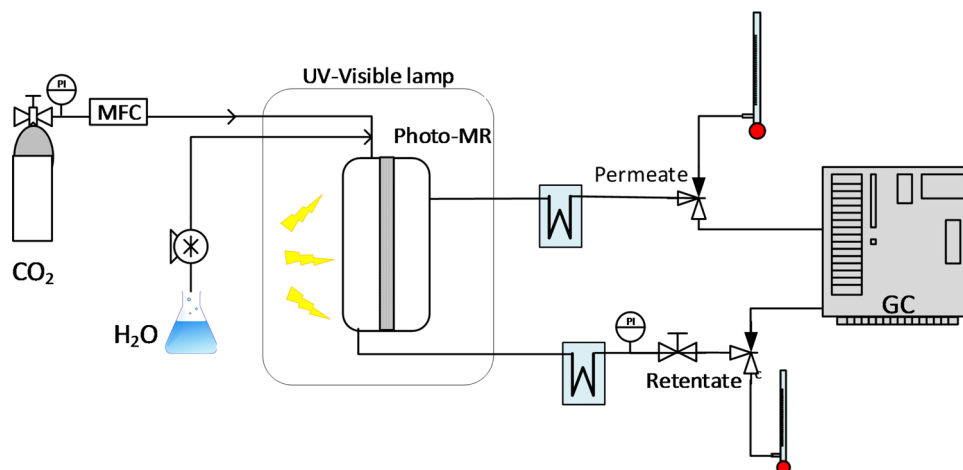 UV-Visible lamp
PI
MFC
Photo-MR
Permeate
CO₂
H₂O
GC
PI
Retentate
c